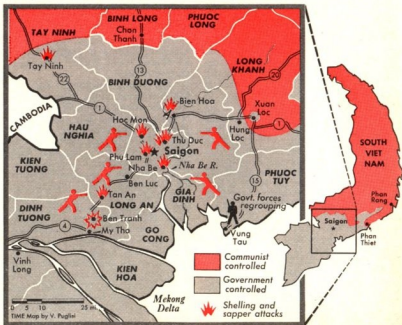 BINH LONG
PHUOC
LONG
TAY NINH
Chon
Thanh
LONG
KHANH
Tay Ninh
13
20
22
BINH DUONG
1
Bien Hoa
Xuan
Loc
CAMBODIA
Hoc Mon
HAU
NGHIA
Thu Duc
Hung
Loc
1
SOUTH
VIET
NAM
Phu Lam
Saigon
KIEN
TUONG
Nha Be
Nha Be R.
PHUOC
TUY
Ben Luc
15
GIA
DINH
Tan An
LONG AN
Govt. forces
regrouping
Phan
Rang
DINH
TUONG
Ben Tranh
Saigon
4
My Tho
GO
CONG
Vung
Tau
Phan
Thiet
Vinh
Long
KIEN
HOA
Communist
controlled
Government
controlled
Mekong
Delta
Shelling and
sapper attacks
0 5 Map 25 mi
TIME Map by V. Puglisi